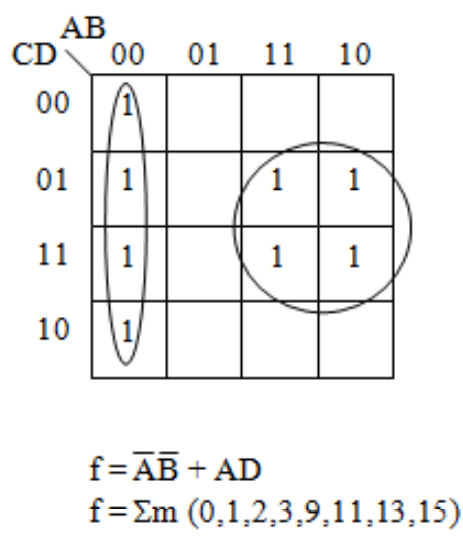 AB
CD 00 01 11 10
00 1
01 1 1 1
11 1 1 1
10 1
f = A̅B̅ + AD
f = Σm (0,1,2,3,9,11,13,15)